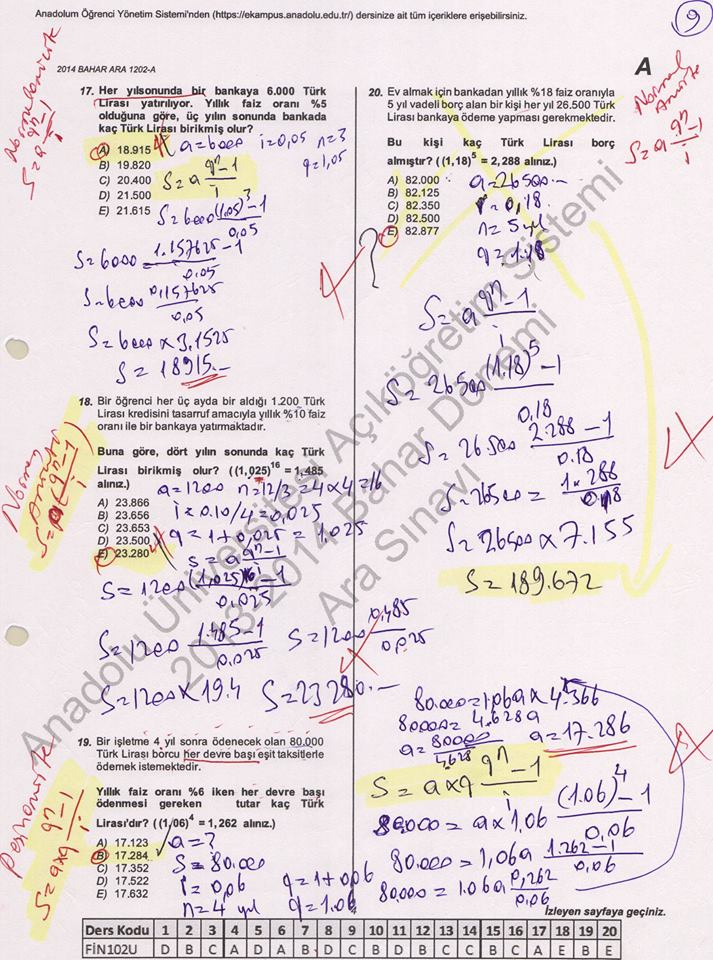 Anadolum Öğrenci Yönetim Sistemi'nden (https://ekampus.anadolu.edu.tr/) dersinize ait tüm içeriklere erişebilirsiniz.
9
2014 BAHAR ARA 1202-A
A
17. Her yılsonunda bir bankaya 6.000 Türk
Lirası yatırılıyor. Yıllık faiz oranı %5
olduğuna göre, üç yılın sonunda bankada
kaç Türk Lirası birikmiş olur?
A) 18.915
B) 19.820
C) 20.400
D) 21.500
E) 21.615
a=6000 i=0,05 n=3
q=1,05
S=a q^n-1 / i
S=6000 (1.05)^3-1 / 0,05
S=6000 1.157625-1 / 0.05
S=6000 0,157625 / 0.05
S=6000 x 3,1525
S= 18915.-
18. Bir öğrenci her üç ayda bir aldığı 1.200 Türk
Lirası kredisini tasarruf amacıyla yıllık %10 faiz
oranı ile bir bankaya yatırmaktadır.
Buna göre, dört yılın sonunda kaç Türk
Lirası birikmiş olur? ((1,025)^16 = 1,485
alınız.)
A) 23.866
B) 23.656
C) 23.653
D) 23.500
E) 23.280
Normal
a=1200 n=12/3=4x4=16
i=0.10/4=0,025
q=1+0,025=1.025
S=a q^n-1 / i
S=1200 (1.025)^16-1 / 0.025
S=1200 1.485-1 / 0.025 S=1200 0,485 / 0,025
S=1200 x 19.4 S=23280.-
19. Bir işletme 4 yıl sonra ödenecek olan 80.000
Türk Lirası borcu her devre başı eşit taksitlerle
ödemek istemektedir.
Yıllık faiz oranı %6 iken her devre başı
ödenmesi gereken tutar kaç Türk
Lirası'dır? ((1,06)^4 = 1,262 alınız.)
A) 17.123
B) 17.284
C) 17.352
D) 17.522
E) 17.632
S=axq q^n-1 / i
a=?
S=80.000
i=0,06 q=1+0,06
n=4 yıl q=1.06
20. Ev almak için bankadan yıllık %18 faiz oranıyla
5 yıl vadeli borç alan bir kişi her yıl 26.500 Türk
Lirası bankaya ödeme yapması gerekmektedir.
Bu kişi kaç Türk Lirası borç
almıştır? ((1,18)^5 = 2,288 alınız.)
A) 82.000
B) 82.125
C) 82.350
D) 82.500
E) 82.877
Normal
S=a q^n-1 / i
?
a=26500.-
i=0,18
n=5 yıl
q=1.18
S=a q^n-1 / i
S=26500 (1,18)^5-1 / 0,18
S=26500 2.288-1 / 0.18
S=26500= 1.288 / 0.18
S=26500 x 7.155
S=189.672
80.000=1.06a x 4.366
80000=4.628a
a=80000 / 4,628 a=17.286
S=axq q^n-1 / i
80.000=ax1.06 (1.06)^4-1 / 0,06
80.000=1,06a 1.262-1 / 0,06
80.000=1.06a 0,262 / 0,06
İzleyen sayfaya geçiniz.
Ders Kodu 1 2 3 4 5 6 7 8 9 10 11 12 13 14 15 16 17 18 19 20
FİN102U D B C A D A B D C B D B C C B C A E B E
Anadolu Üniversitesi Açıköğretim Sistemi
2013-2014 Bahar Dönemi
Ara Sınavı